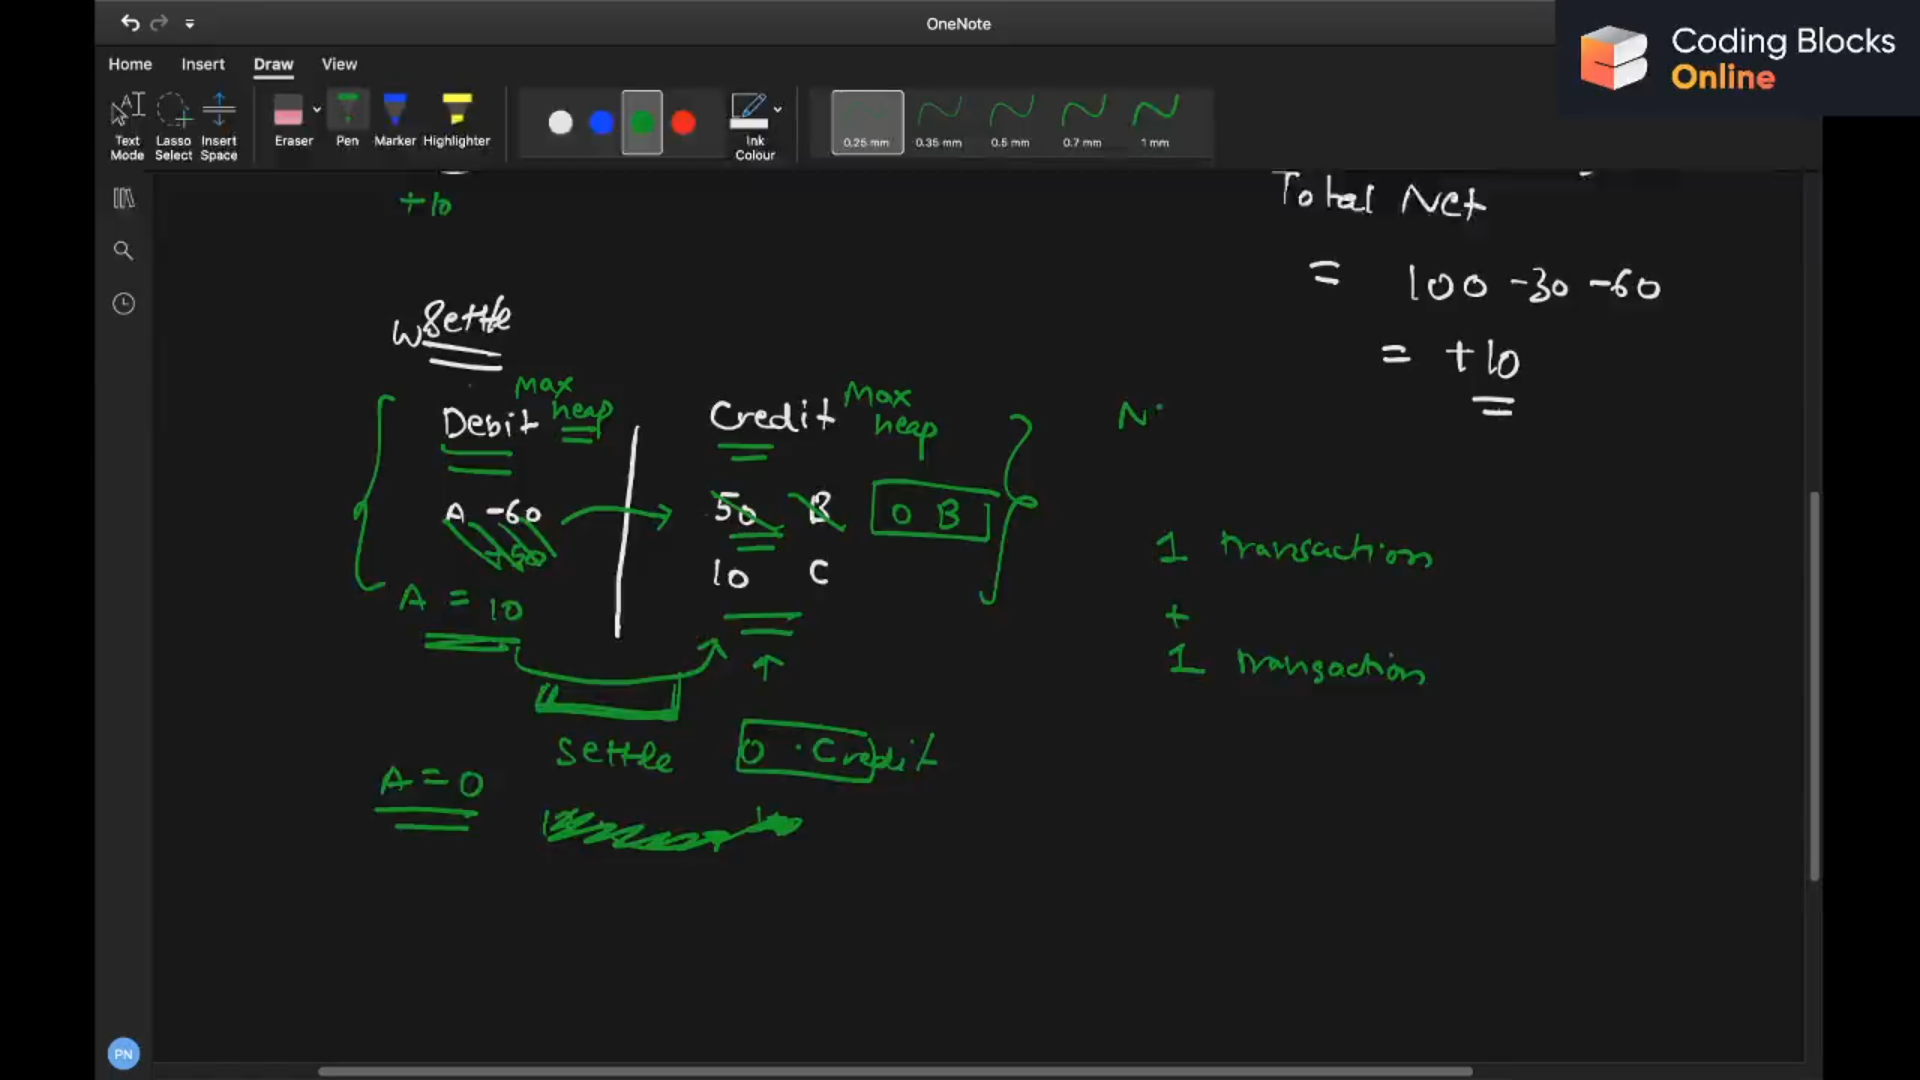 OneNote
Coding Blocks
Online
Home Insert Draw View
Text Mode
Lasso Select
Insert Space
Eraser
Pen
Marker
Highlighter
Ink Colour
0.25 mm
0.35 mm
0.5 mm
0.7 mm
1 mm
+10
Total Net
= 100 -30 -60
= +10
Settle
Debit Max heap
Credit Max heap
N
A -60
50 B
0 B
10 C
A = 10
1 transaction
+
1 transaction
Settle
0 . Credit
A = 0
PN